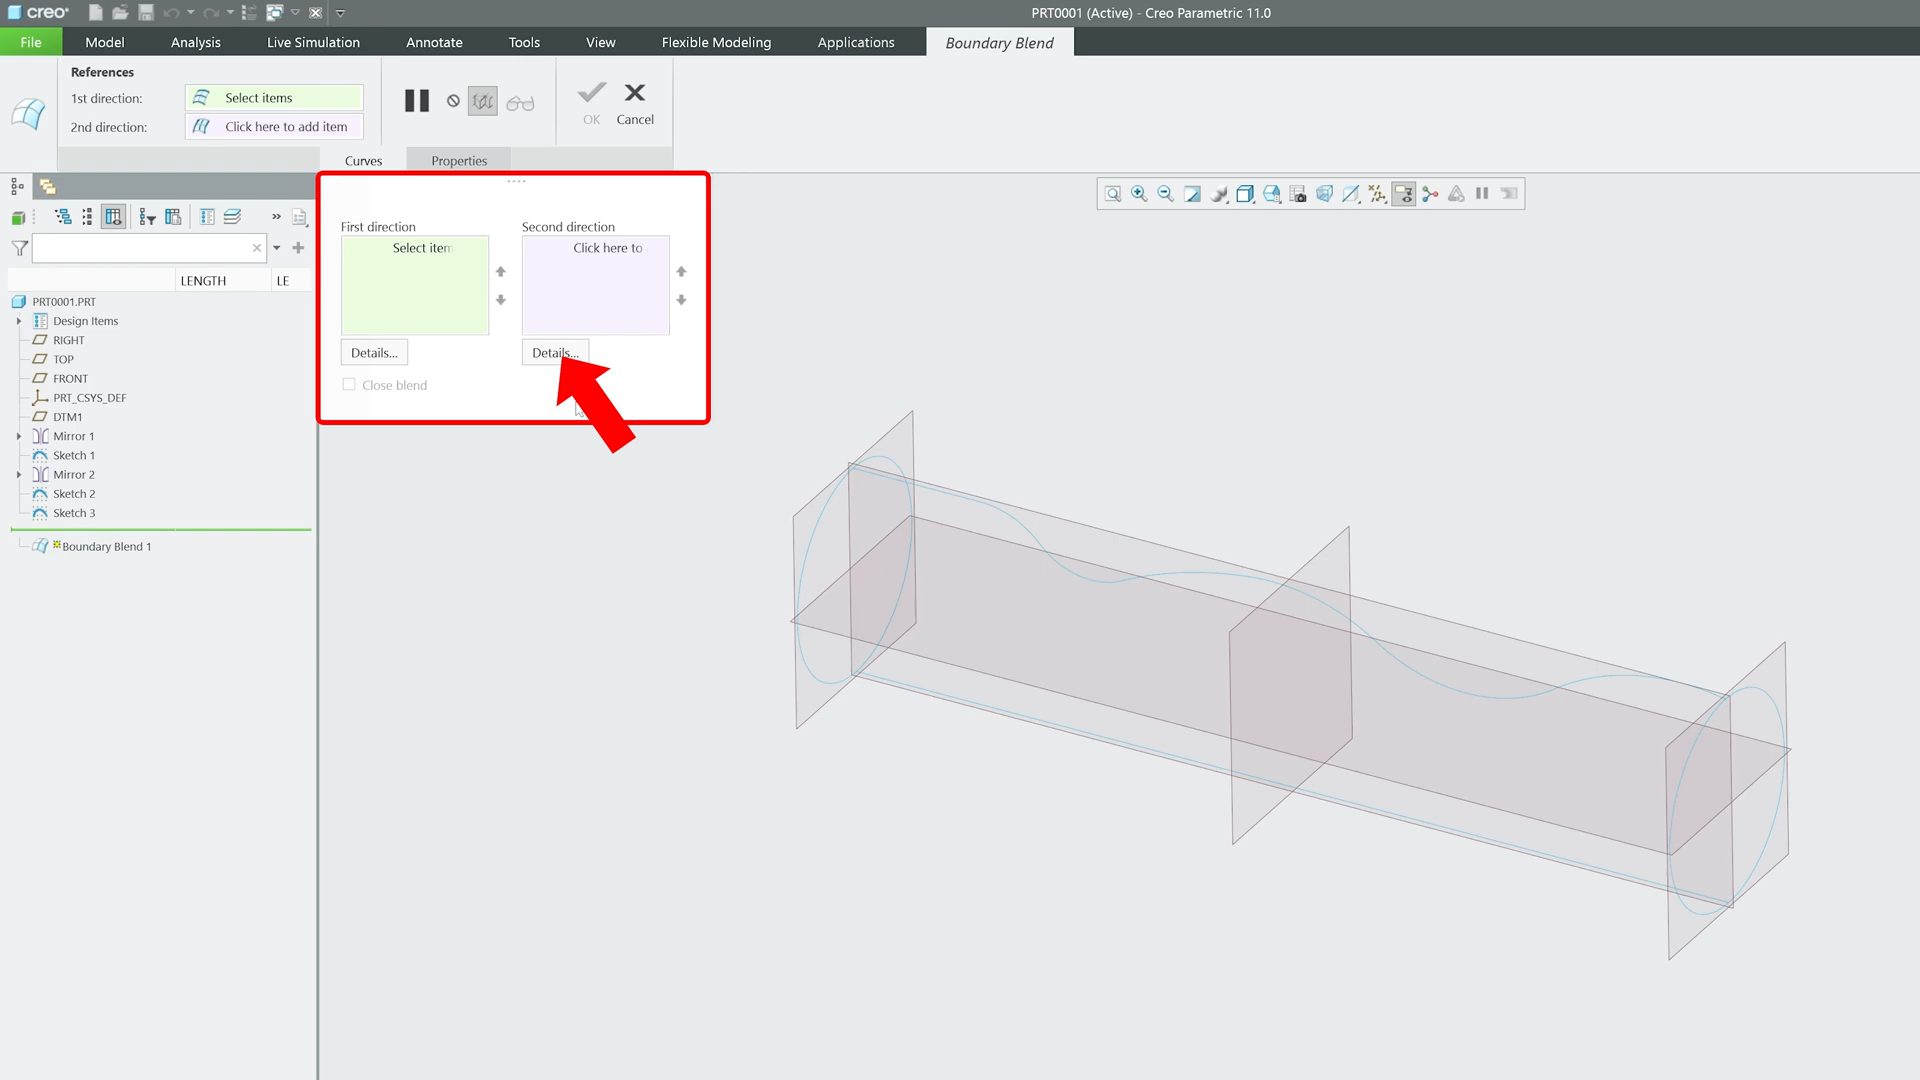 creo
PRT0001 (Active) - Creo Parametric 11.0
File
Model
Analysis
Live Simulation
Annotate
Tools
View
Flexible Modeling
Applications
Boundary Blend
References
1st direction:
Select items
2nd direction:
Click here to add item
OK
Cancel
Curves
Properties
First direction
Second direction
Select item
Click here to
Details...
Details...
Close blend
LENGTH
LE
PRT0001.PRT
Design Items
RIGHT
TOP
FRONT
PRT_CSYS_DEF
DTM1
Mirror 1
Sketch 1
Mirror 2
Sketch 2
Sketch 3
Boundary Blend 1